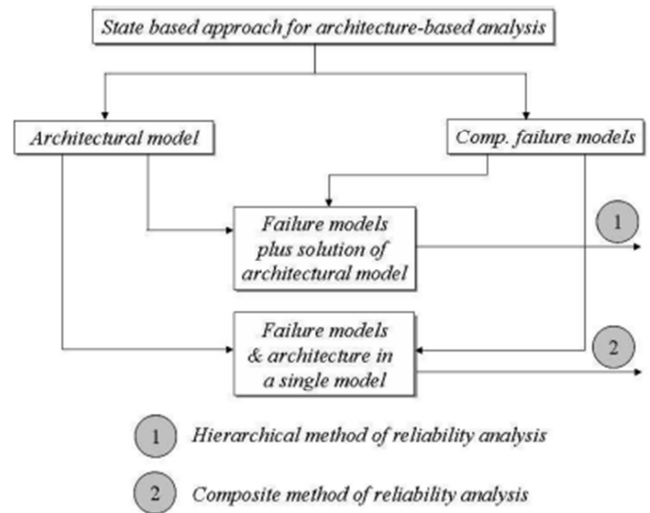 State based approach for architecture-based analysis
Architectural model
Comp. failure models
Failure models
plus solution of
architectural model
1
Failure models
& architecture in
a single model
2
1 Hierarchical method of reliability analysis
2 Composite method of reliability analysis